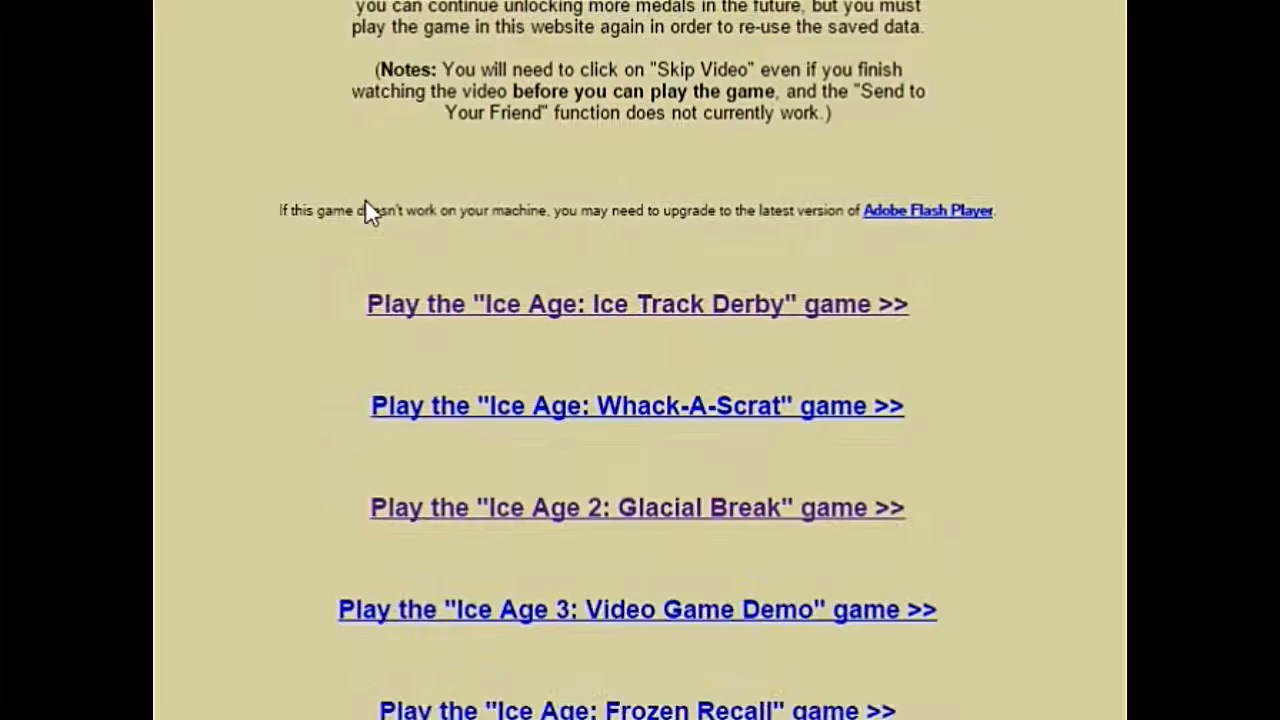 you can continue unlocking more medals in the future, but you must
play the game in this website again in order to re-use the saved data.
(Notes: You will need to click on "Skip Video" even if you finish
watching the video before you can play the game, and the "Send to
Your Friend" function does not currently work.)
If this game doesn't work on your machine, you may need to upgrade to the latest version of Adobe Flash Player.
Play the "Ice Age: Ice Track Derby" game >>
Play the "Ice Age: Whack-A-Scrat" game >>
Play the "Ice Age 2: Glacial Break" game >>
Play the "Ice Age 3: Video Game Demo" game >>
Play the "Ice Age: Frozen Recall" game >>